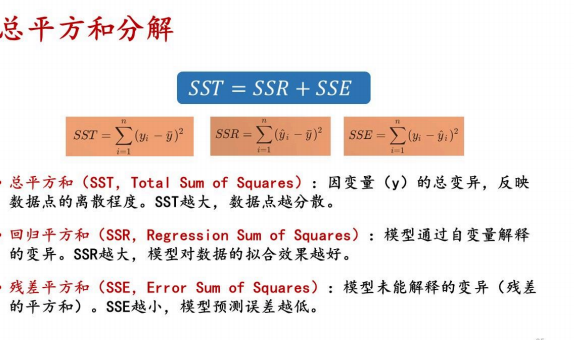 总平方和分解
SST = SSR + SSE
SST = \sum_{i=1}^{n} (y_i - \bar{y})^2
SSR = \sum_{i=1}^{n} (\hat{y}_i - \bar{y})^2
SSE = \sum_{i=1}^{n} (y_i - \hat{y}_i)^2
总平方和（SST, Total Sum of Squares）：因变量（y）的总变异，反映
数据点的离散程度。SST越大，数据点越分散。
回归平方和（SSR, Regression Sum of Squares）：模型通过自变量解释
的变异。SSR越大，模型对数据的拟合效果越好。
残差平方和（SSE, Error Sum of Squares）：模型未能解释的变异（残差
的平方和）。SSE越小，模型预测误差越低。